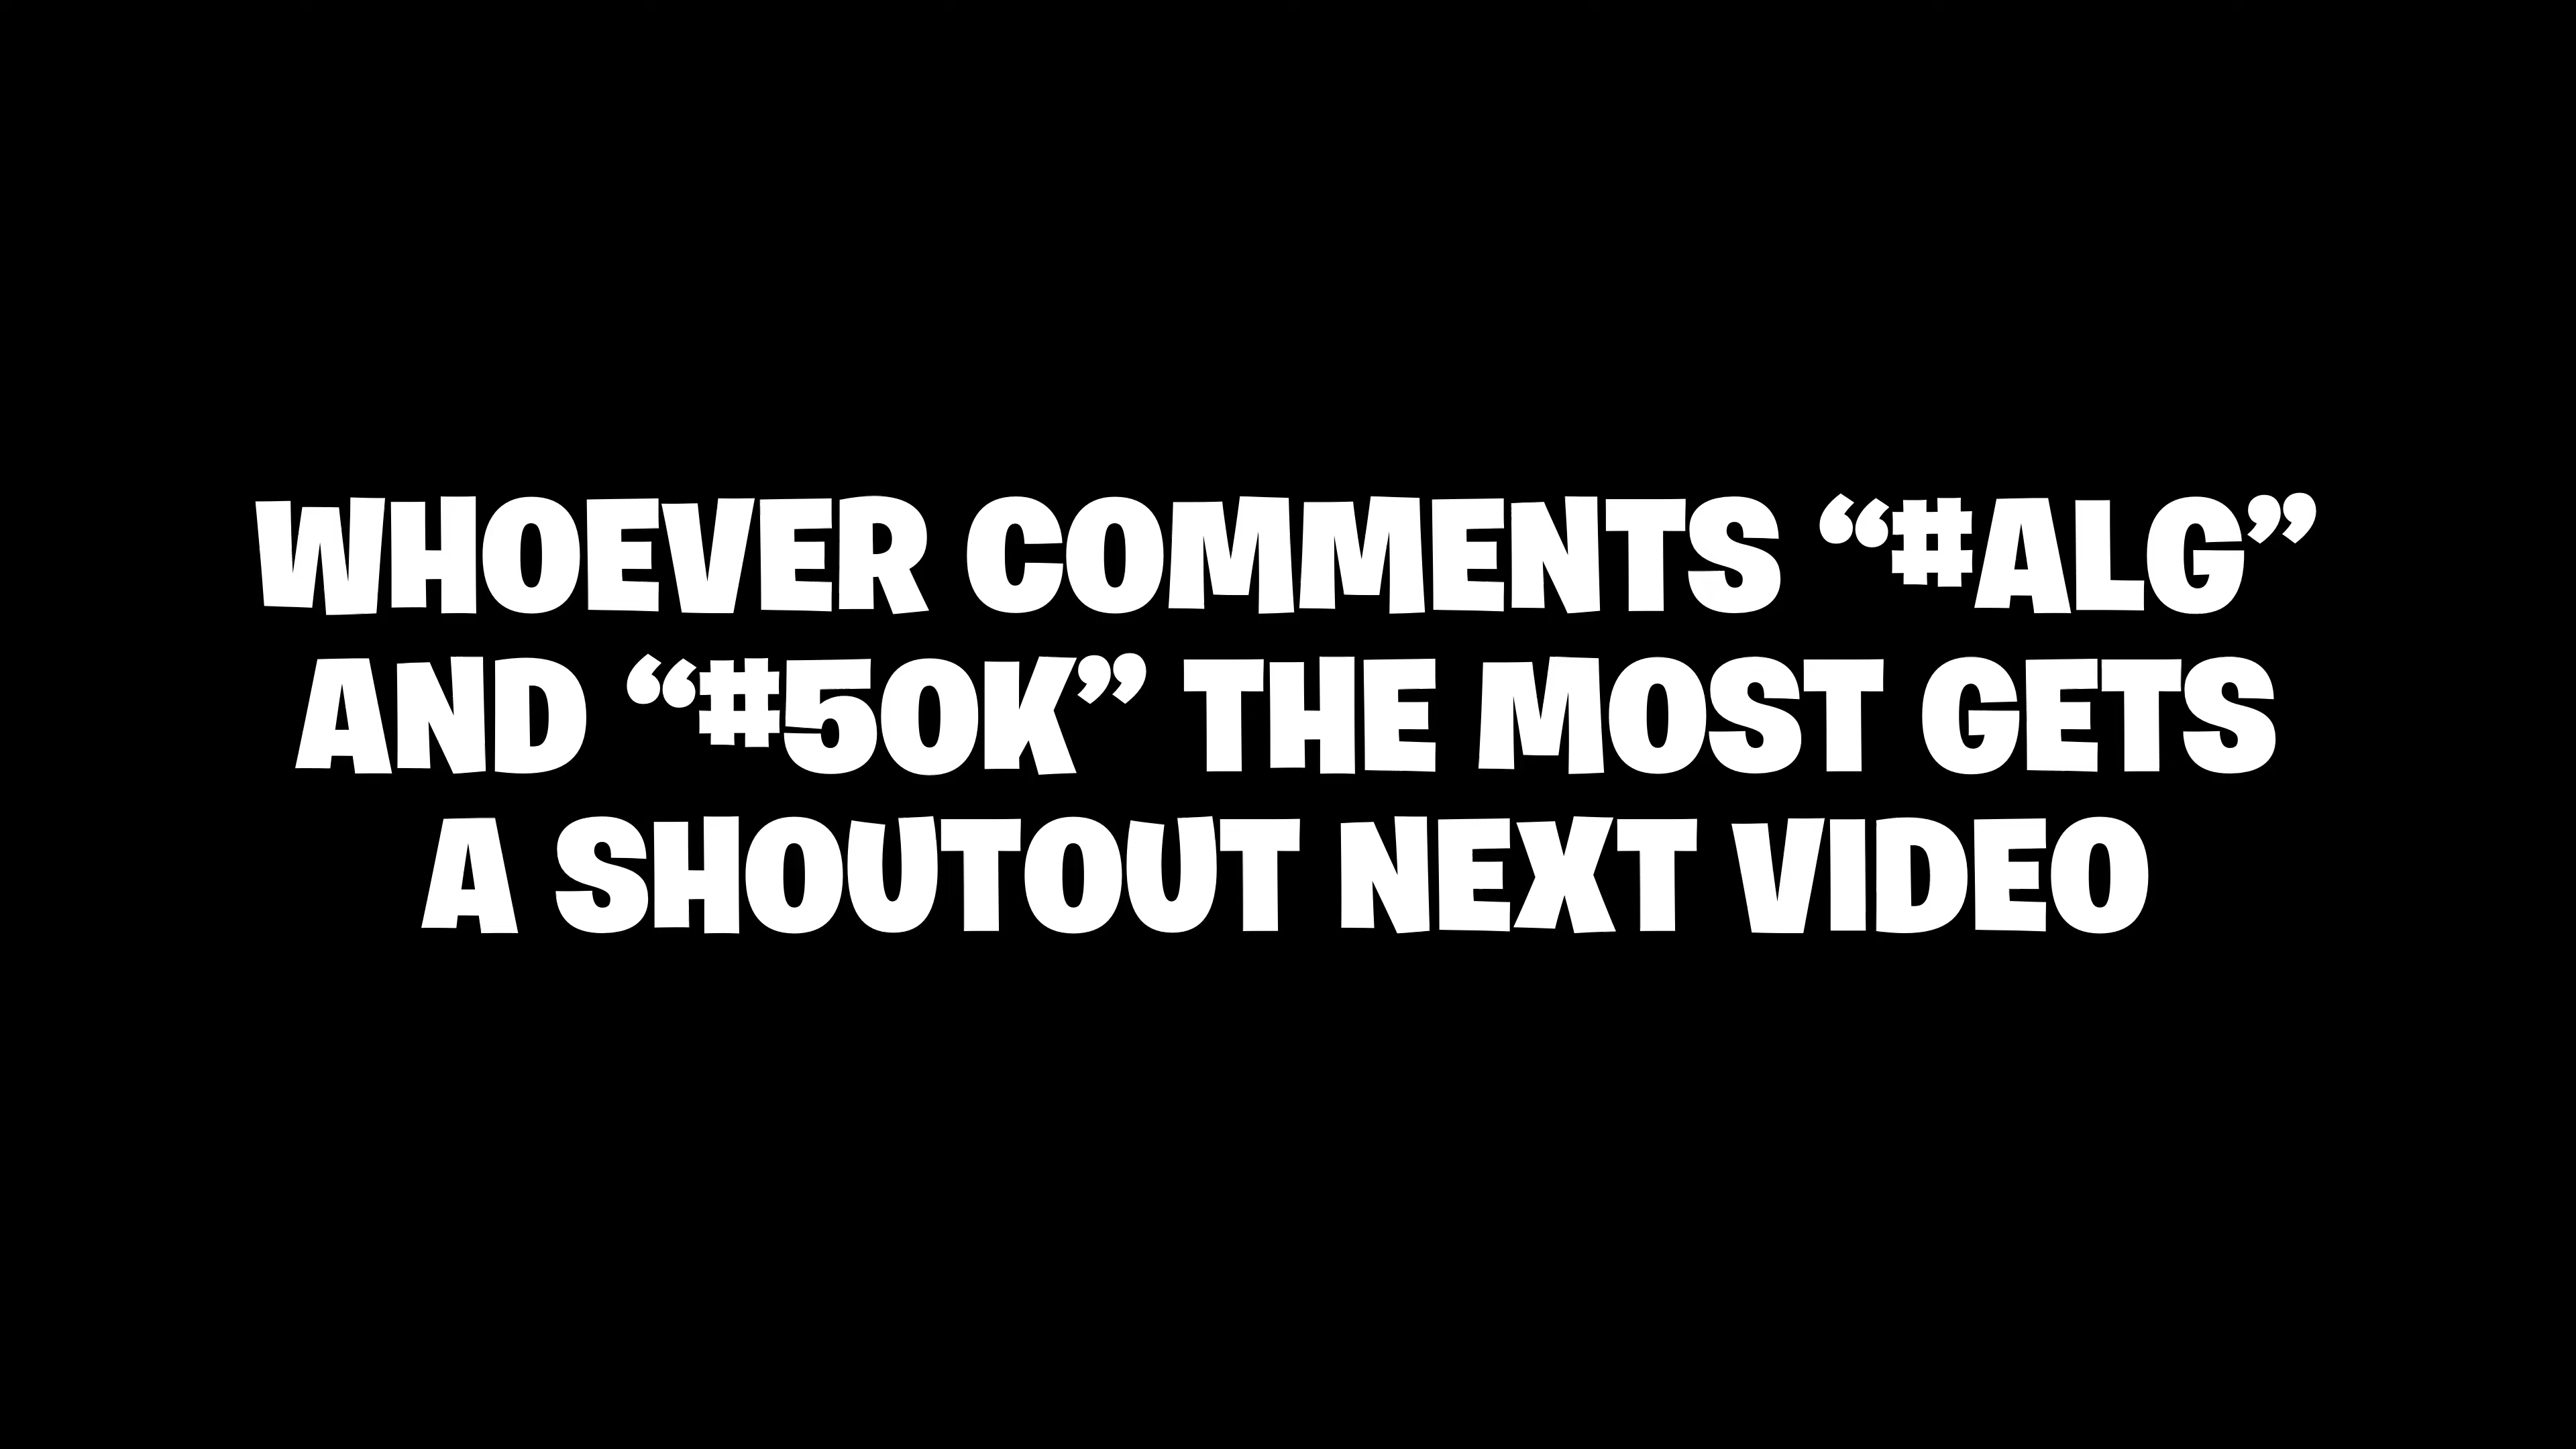 WHOEVER COMMENTS “#ALG”
AND “#50K” THE MOST GETS
A SHOUTOUT NEXT VIDEO